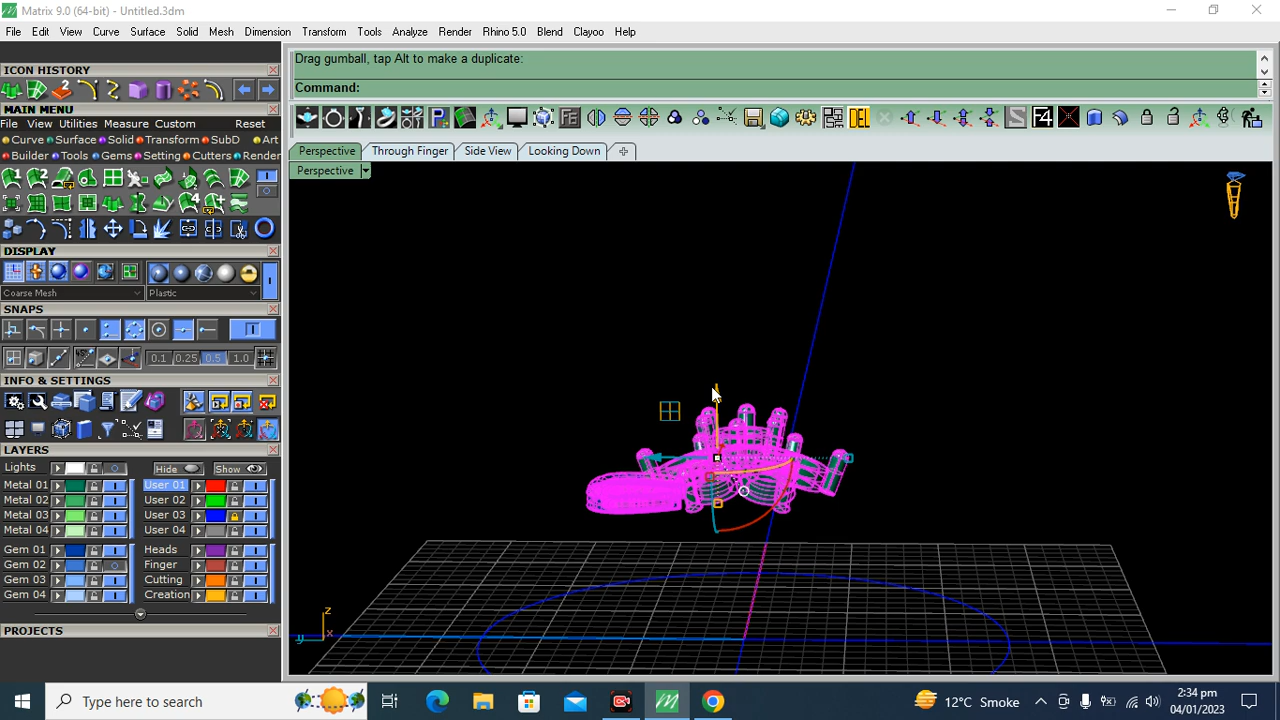 Matrix 9.0 (64-bit) - Untitled.3dm
File Edit View Curve Surface Solid Mesh Dimension Transform Tools Analyze Render Rhino 5.0 Blend Clayoo Help
Drag gumball, tap Alt to make a duplicate:
Command:
ICON HISTORY
MAIN MENU
File View Utilities Measure Custom Reset
Curve Surface Solid Transform SubD Art
Builder Tools Gems Setting Cutters Render
Perspective Through Finger Side View Looking Down
Perspective
DISPLAY
Coarse Mesh Plastic
SNAPS
0.1 0.25 0.5 1.0
INFO & SETTINGS
LAYERS
Lights Hide Show
Metal 01 User 01
Metal 02 User 02
Metal 03 User 03
Metal 04 User 04
Gem 01 Heads
Gem 02 Finger
Gem 03 Cutting
Gem 04 Creation
PROJECTS
z
x
y
Type here to search
12°C Smoke
2:34 pm
04/01/2023